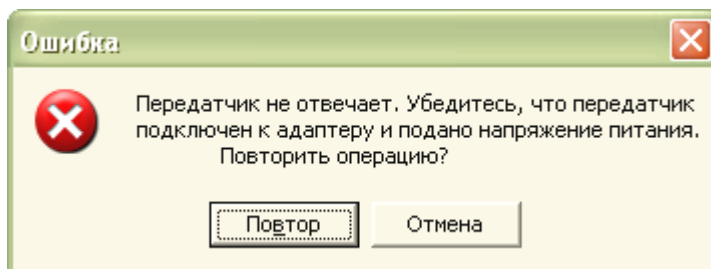 Ошибка
Передатчик не отвечает. Убедитесь, что передатчик
подключен к адаптеру и подано напряжение питания.
Повторить операцию?
Повтор Отмена